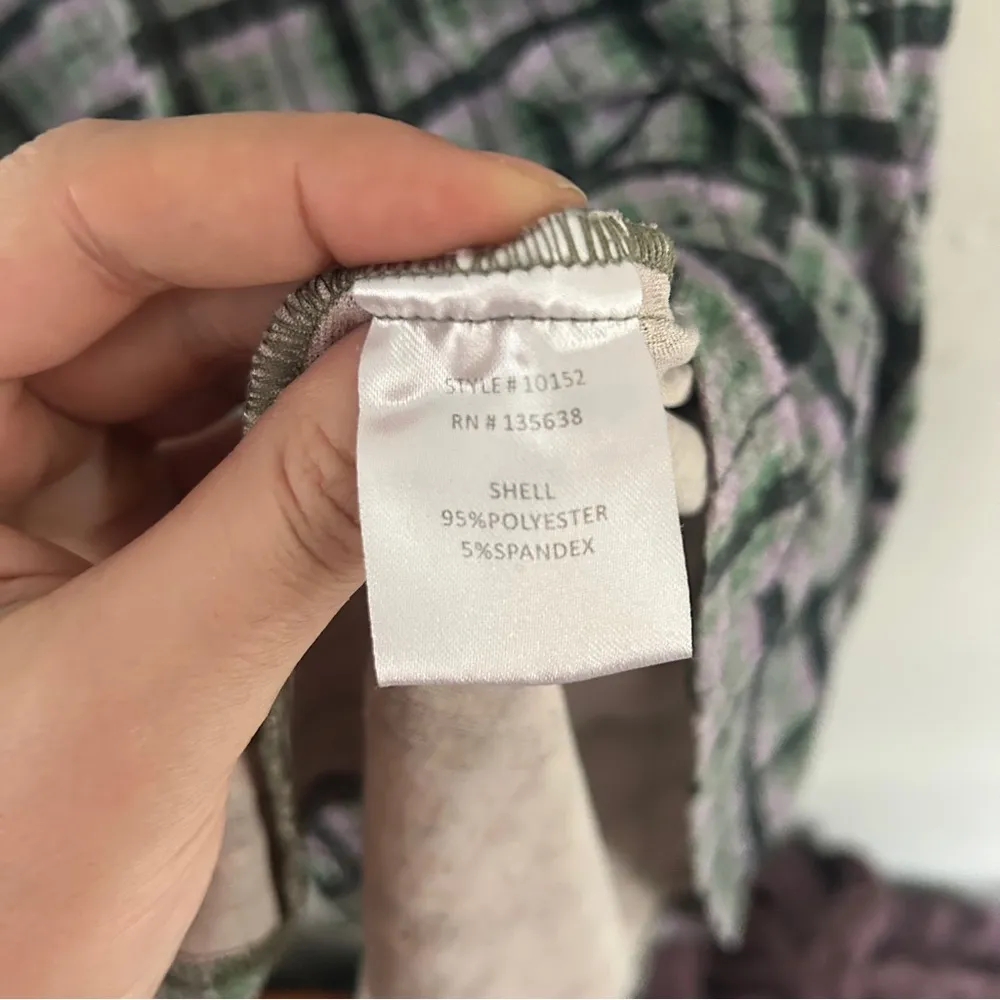 STYLE # 10152
RN # 135638
SHELL
95%POLYESTER
5%SPANDEX